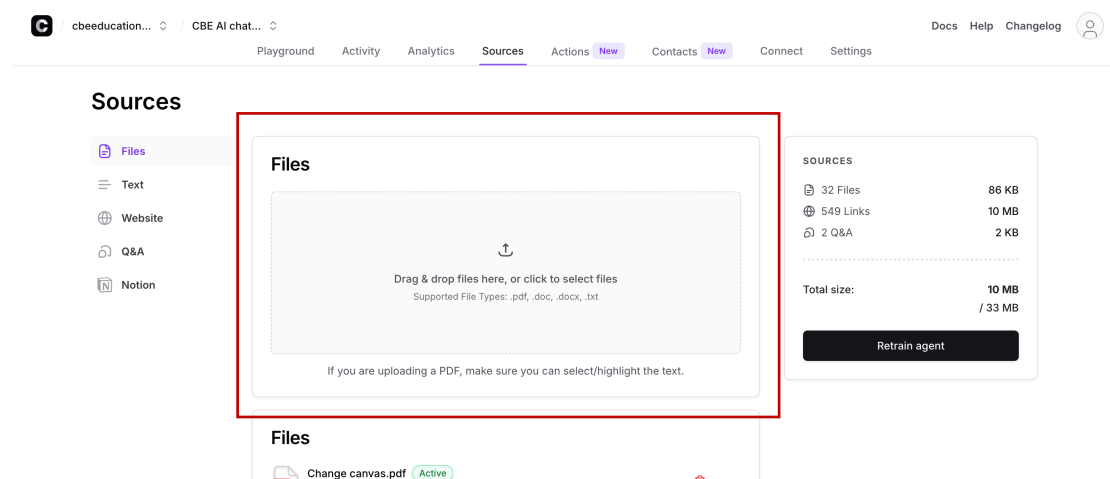 cbeeducation... CBE AI chat... Docs Help Changelog
Playground Activity Analytics Sources Actions New Contacts New Connect Settings
Sources
Files
Text
Website
Q&A
Notion
Files
Drag & drop files here, or click to select files
Supported File Types: .pdf, .doc, .docx, .txt
If you are uploading a PDF, make sure you can select/highlight the text.
Files
Change canvas.pdf Active
SOURCES
32 Files 86 KB
549 Links 10 MB
2 Q&A 2 KB
Total size: 10 MB
/ 33 MB
Retrain agent